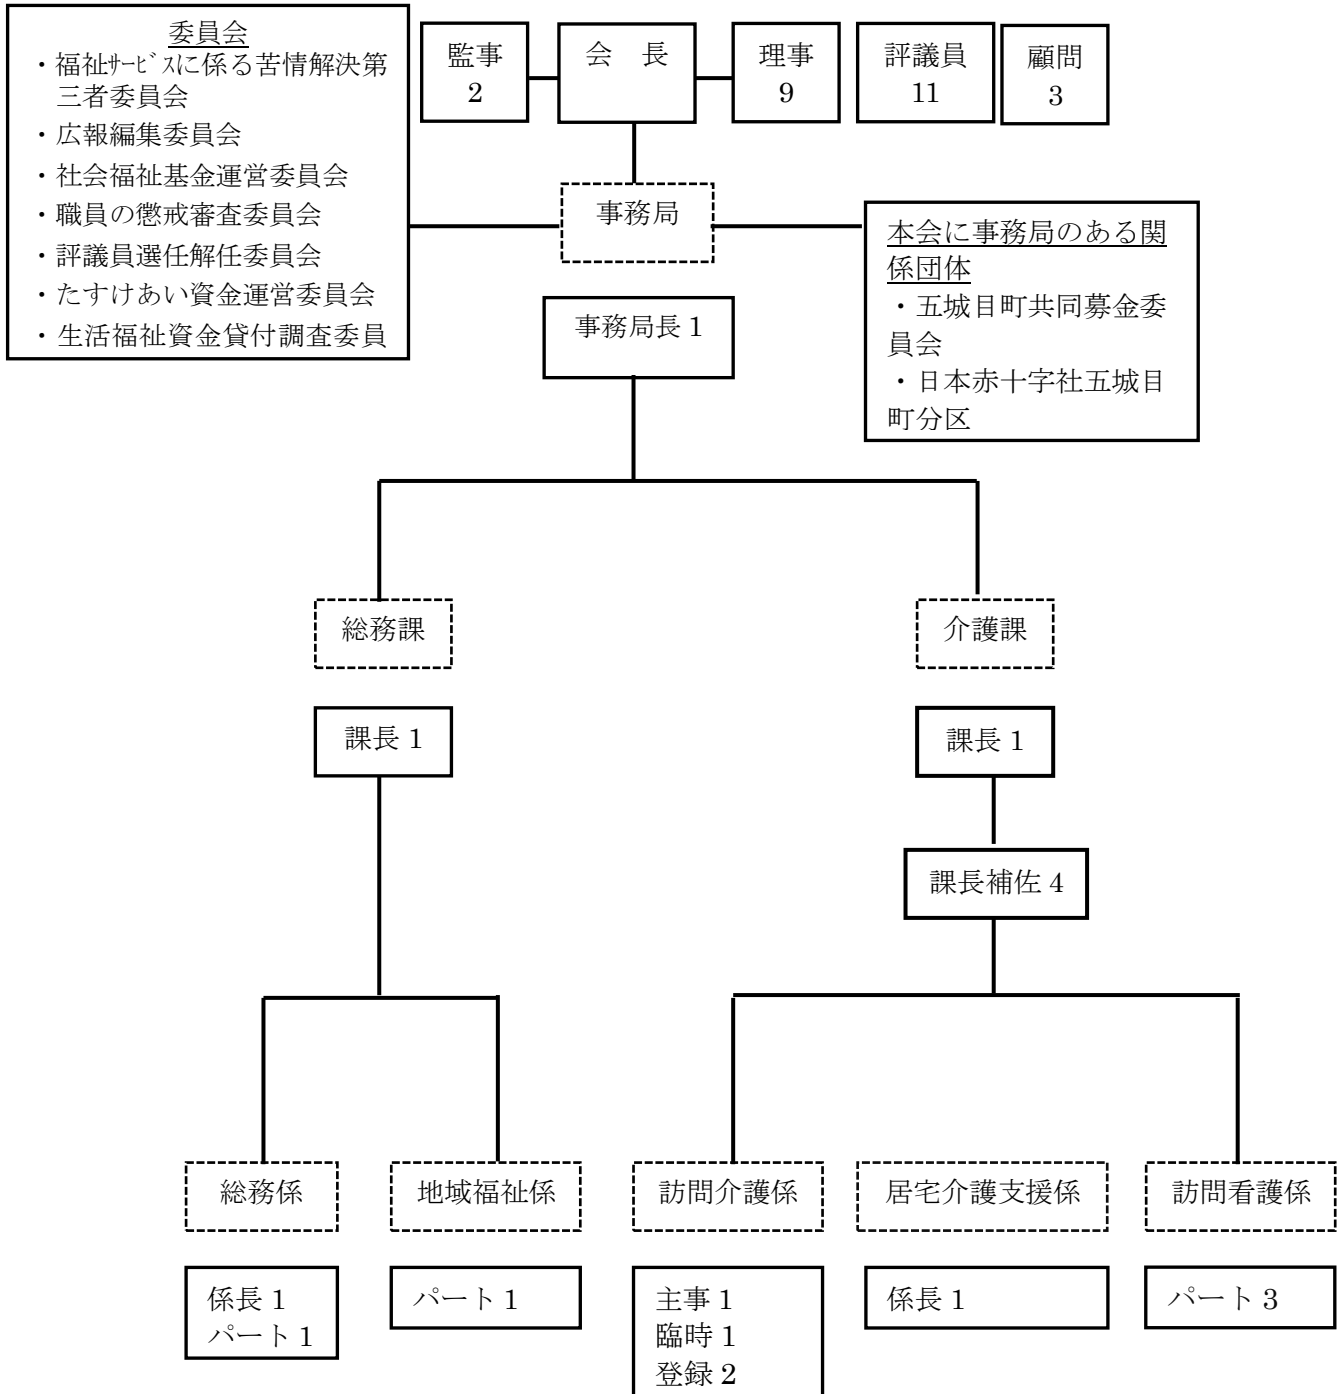 委員会
・福祉ｻｰﾋﾞｽに係る苦情解決第
三者委員会
・広報編集委員会
・社会福祉基金運営委員会
・職員の懲戒審査委員会
・評議員選任解任委員会
・たすけあい資金運営委員会
・生活福祉資金貸付調査委員
監事
2
会　長
理事
9
評議員
11
顧問
3
事務局
本会に事務局のある関
係団体
・五城目町共同募金委
員会
・日本赤十字社五城目
町分区
事務局長 1
総務課
介護課
課長 1
課長 1
課長補佐 4
総務係
地域福祉係
訪問介護係
居宅介護支援係
訪問看護係
係長 1
パート 1
パート 1
主事 1
臨時 1
登録 2
係長 1
パート 3